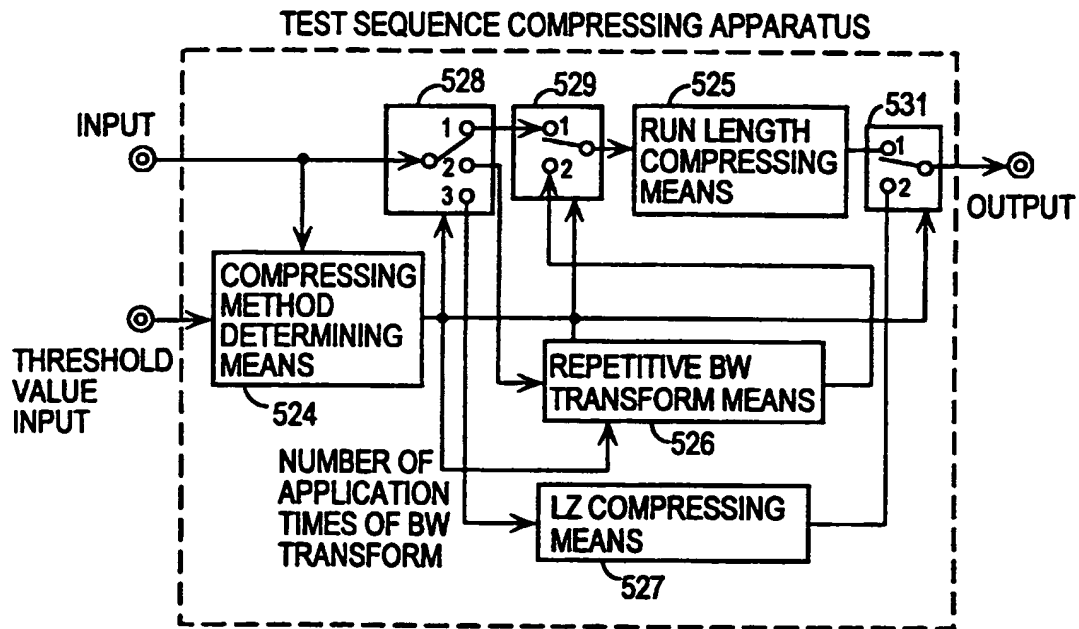 TEST SEQUENCE COMPRESSING APPARATUS
528
529
525
531
INPUT
1
2
3
1
2
RUN LENGTH
COMPRESSING
MEANS
1
2
OUTPUT
COMPRESSING
METHOD
DETERMINING
MEANS
524
THRESHOLD
VALUE
INPUT
REPETITIVE BW
TRANSFORM MEANS
526
NUMBER OF
APPLICATION
TIMES OF BW
TRANSFORM
LZ COMPRESSING
MEANS
527